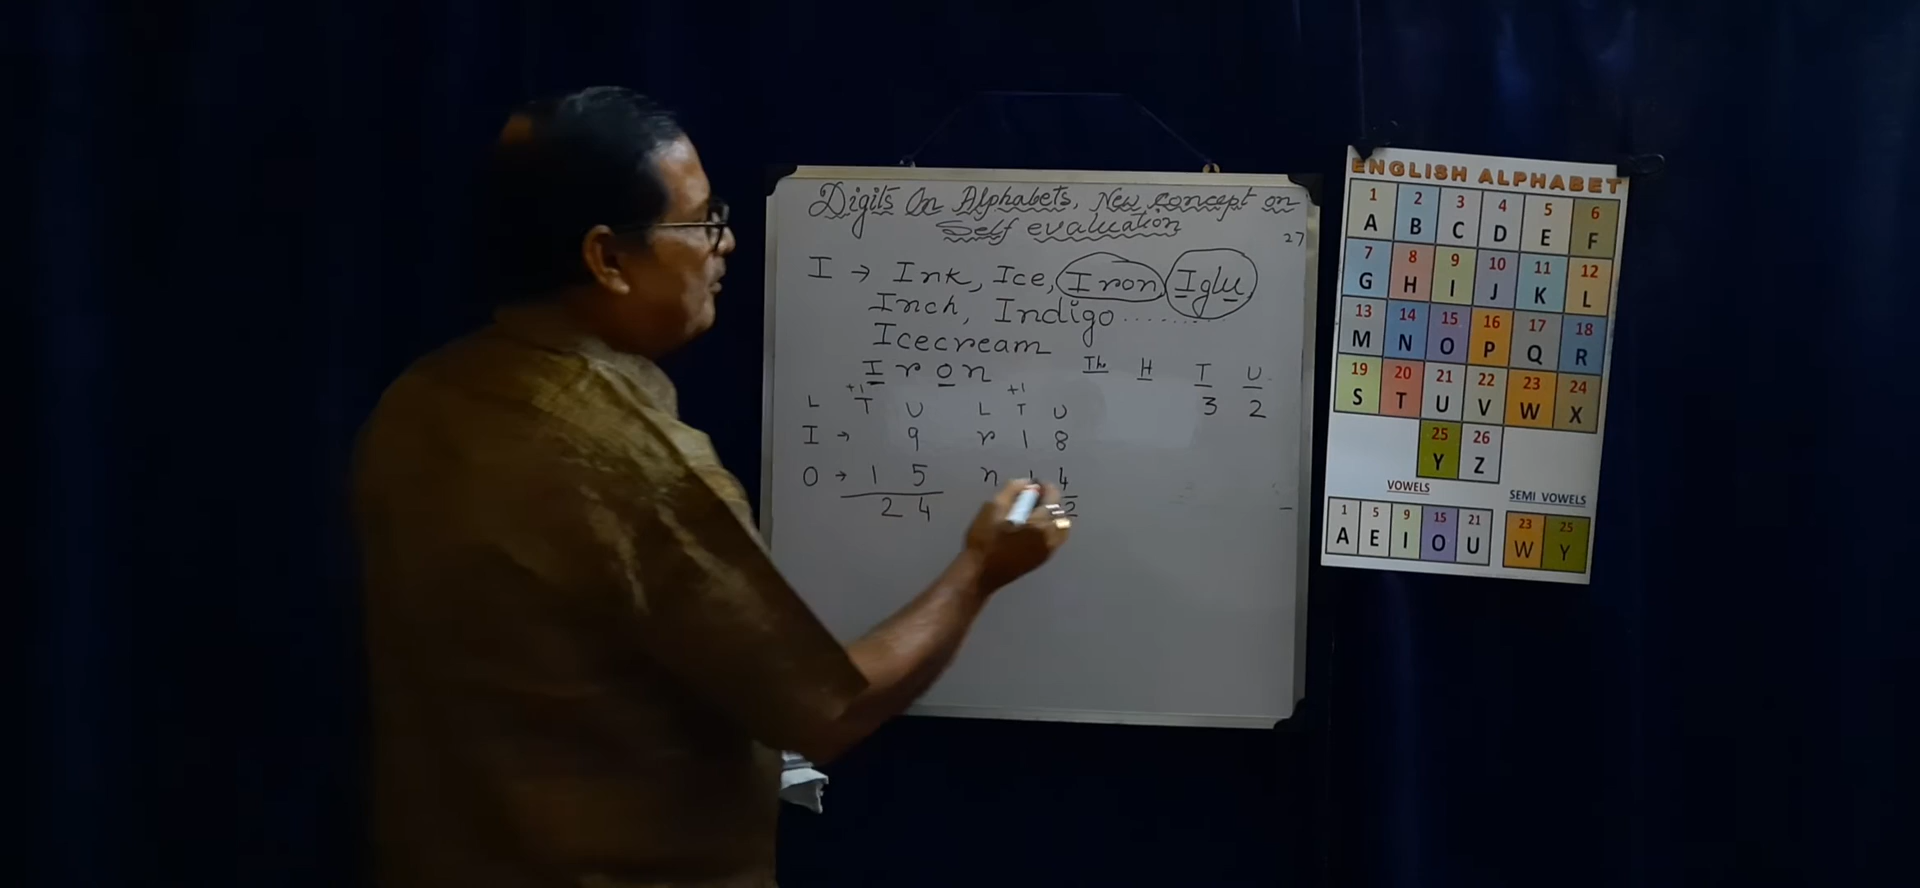 Digits On Alphabets, New concept on
Self evaluation
27
I → Ink, Ice, Iron, Iglu,
Inch, Indigo..........
Icecream
Iron
Th H T U
3 2
+1 +1
L T U L T U
I → 9 r 1 8
O → 1 5 n 1 4
2 4 2
ENGLISH ALPHABET
1 2 3 4 5 6
A B C D E F
7 8 9 10 11 12
G H I J K L
13 14 15 16 17 18
M N O P Q R
19 20 21 22 23 24
S T U V W X
25 26
Y Z
VOWELS
1 5 9 15 21
A E I O U
SEMI VOWELS
23 25
W Y